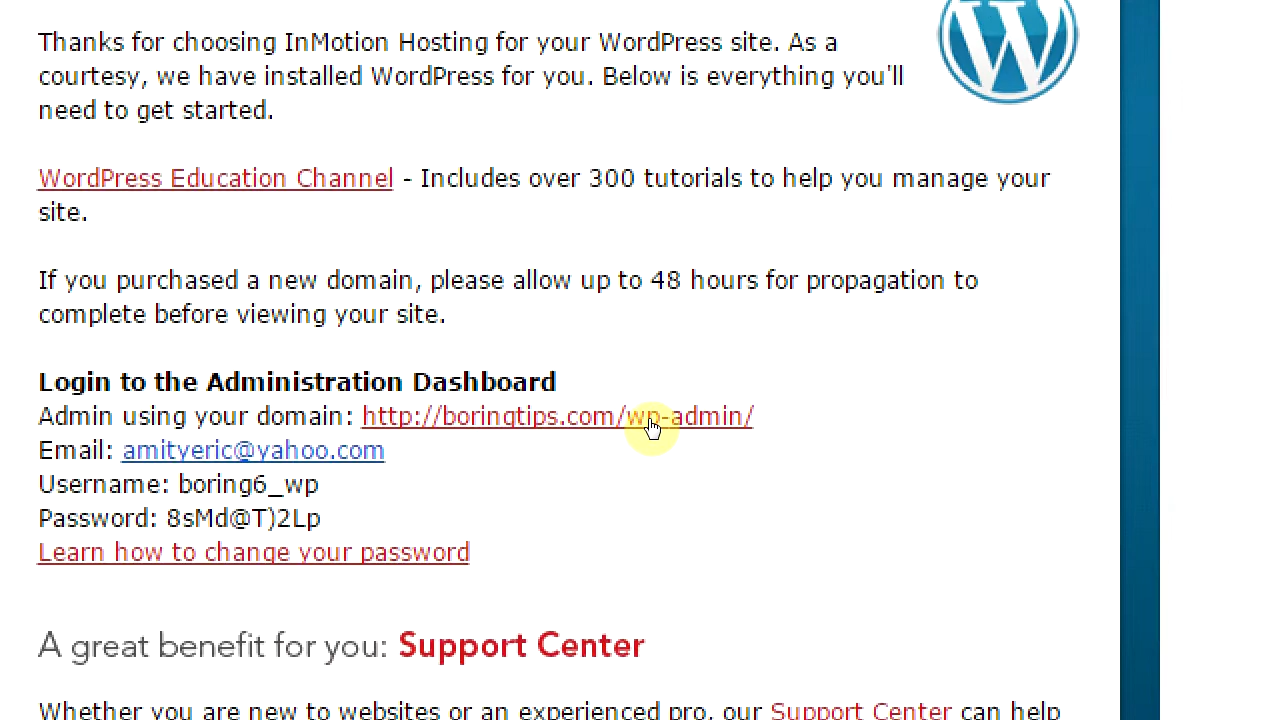 Thanks for choosing InMotion Hosting for your WordPress site. As a
courtesy, we have installed WordPress for you. Below is everything you'll
need to get started.
WordPress Education Channel - Includes over 300 tutorials to help you manage your
site.
If you purchased a new domain, please allow up to 48 hours for propagation to
complete before viewing your site.
Login to the Administration Dashboard
Admin using your domain: http://boringtips.com/wp-admin/
Email: amityeric@yahoo.com
Username: boring6_wp
Password: 8sMd@T)2Lp
Learn how to change your password
A great benefit for you: Support Center
Whether you are new to websites or an experienced pro, our Support Center can help